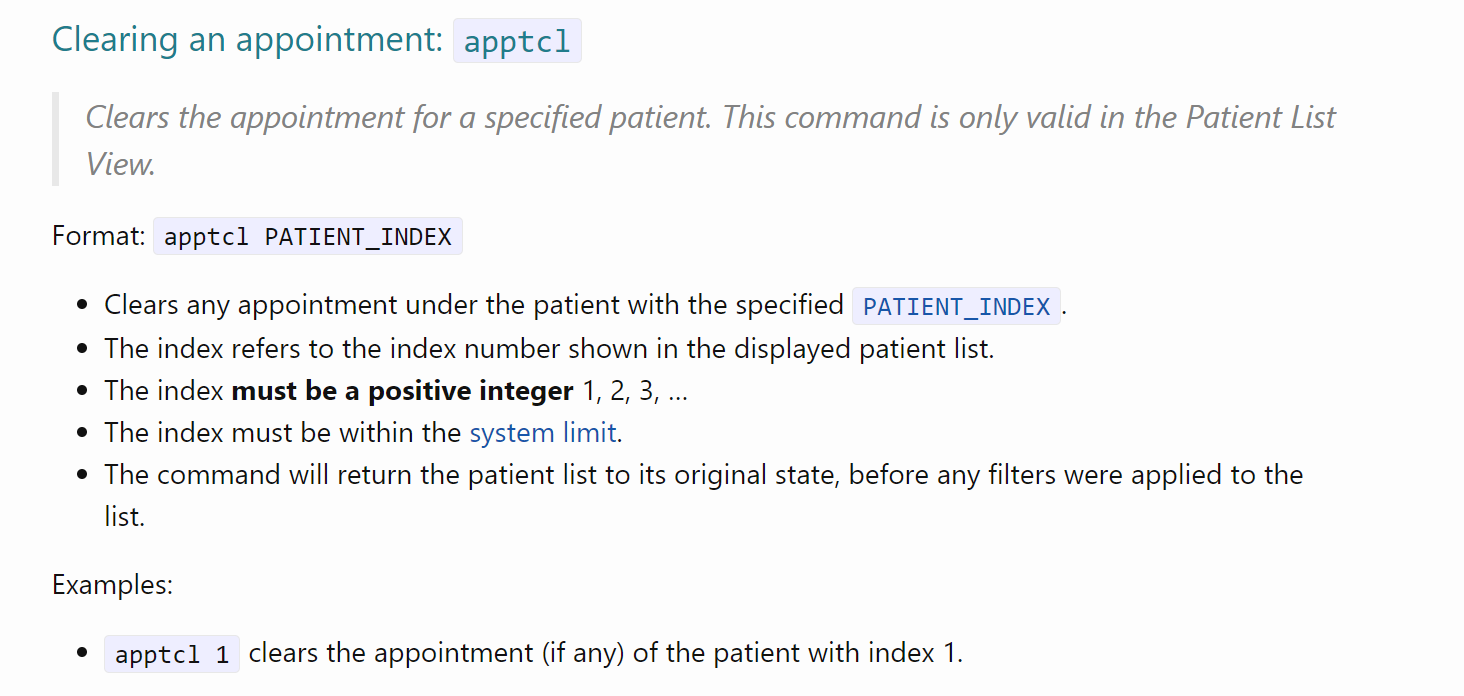 Clearing an appointment: apptcl
Clears the appointment for a specified patient. This command is only valid in the Patient List
View.
Format: apptcl PATIENT_INDEX
• Clears any appointment under the patient with the specified PATIENT_INDEX.
• The index refers to the index number shown in the displayed patient list.
• The index must be a positive integer 1, 2, 3, …
• The index must be within the system limit.
• The command will return the patient list to its original state, before any filters were applied to the
list.
Examples:
• apptcl 1 clears the appointment (if any) of the patient with index 1.